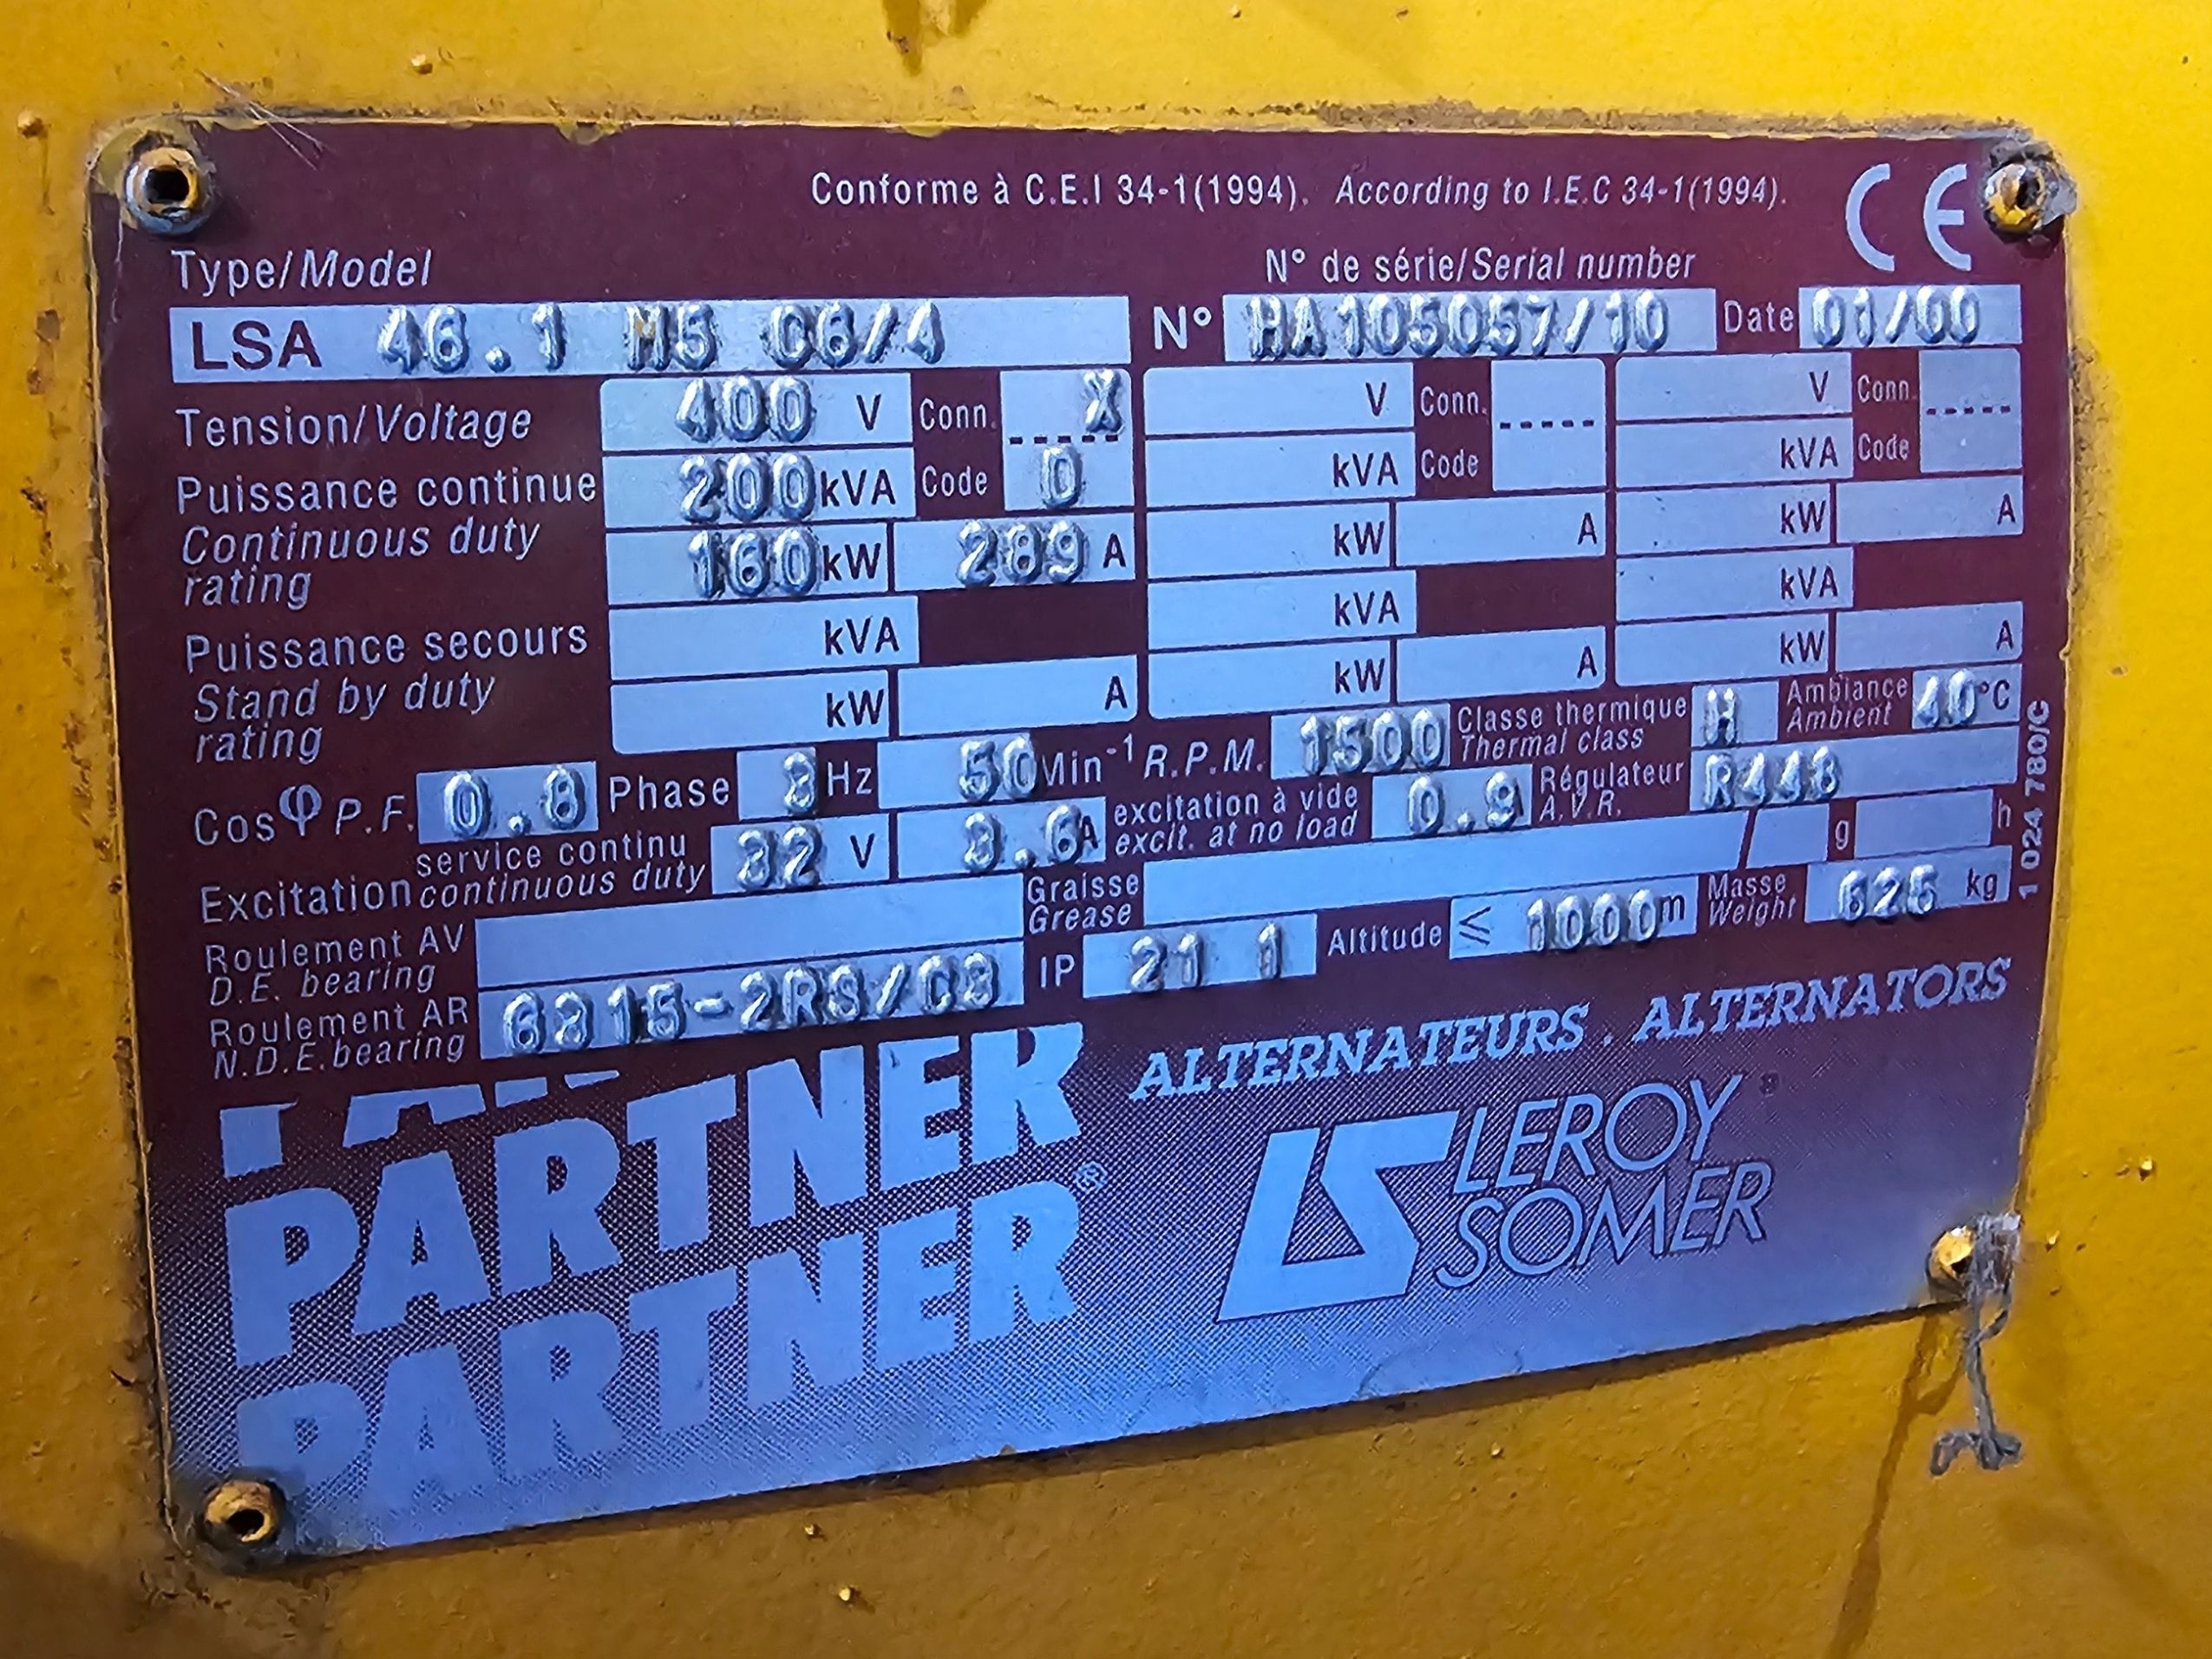 Conforme à C.E.I 34-1(1994). According to I.E.C 34-1(1994). CE
Type/Model N° de série/Serial number
LSA 46.1 M5 C6/4 N° HA105057/10 Date 01/00
Tension/Voltage 400 V Conn. X V Conn. V Conn.
Puissance continue 200 kVA Code D kVA Code kVA Code
Continuous duty rating 160 kW 289 A kW A kW A
Puissance secours kVA kVA kVA
Stand by duty rating kW A kW A kW A
Cos φ P.F. 0.8 Phase 3 Hz 50 Min-1 R.P.M. 1500 Classe thermique Thermal class H Ambiance Ambient 40 °C
Excitation service continu continuous duty 32 V 3.6 A excitation à vide excit. at no load 0.9 Régulateur A.V.R. R448
Roulement AV D.E. bearing Graisse Grease g h
Roulement AR N.D.E. bearing 6315-2RS/C3 IP 21 1 Altitude ≤ 1000 m Masse Weight 625 kg
1 024 780/C
PARTNER
PARTNER®
PARTNER
ALTERNATEURS . ALTERNATORS
LS LEROY
SOMER